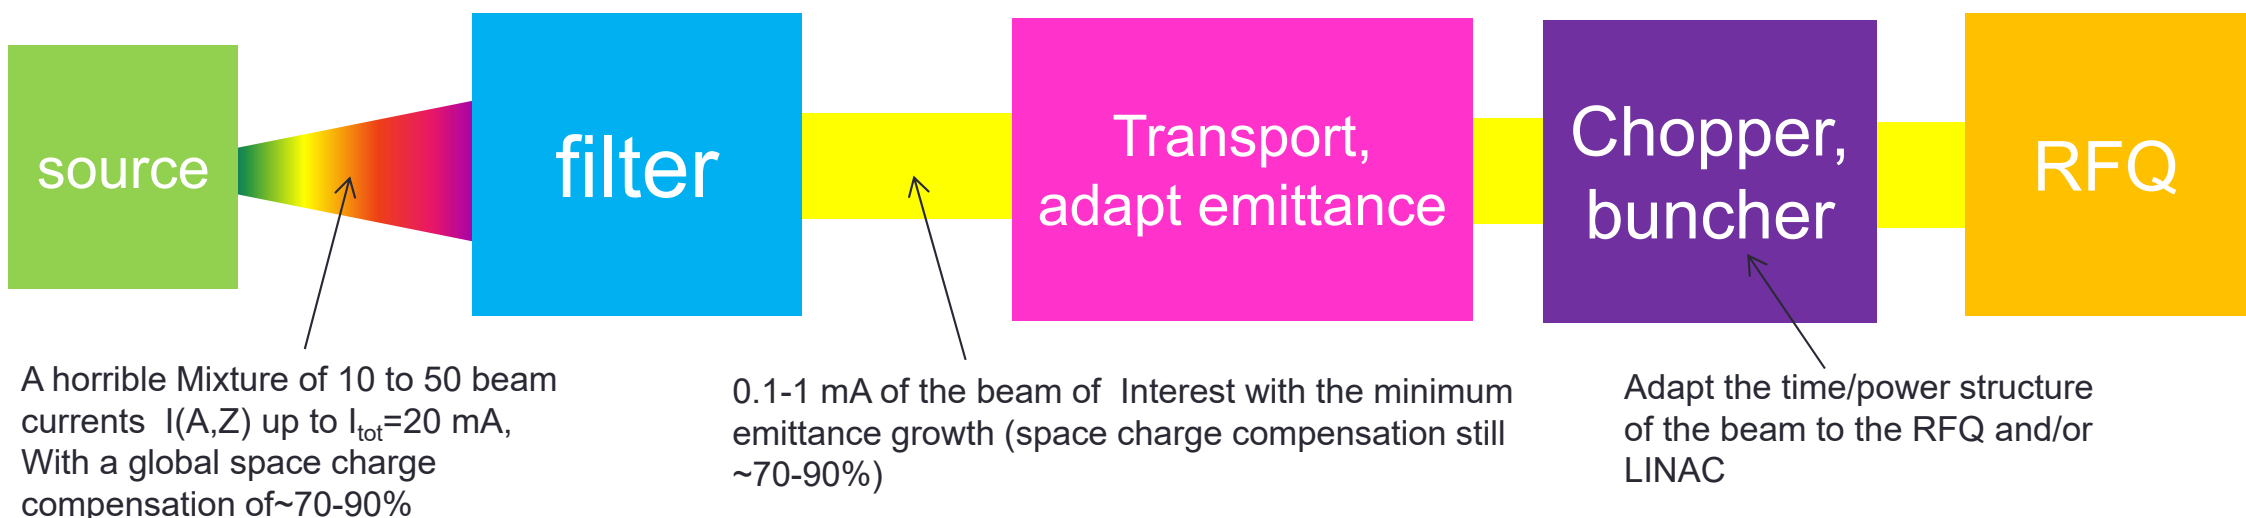 source
filter
Transport,
adapt emittance
Chopper,
buncher
RFQ
A horrible Mixture of 10 to 50 beam
currents  I(A,Z) up to Itot=20 mA,
With a global space charge
compensation of~70-90%
0.1-1 mA of the beam of  Interest with the minimum
emittance growth (space charge compensation still
~70-90%)
Adapt the time/power structure
of the beam to the RFQ and/or
LINAC